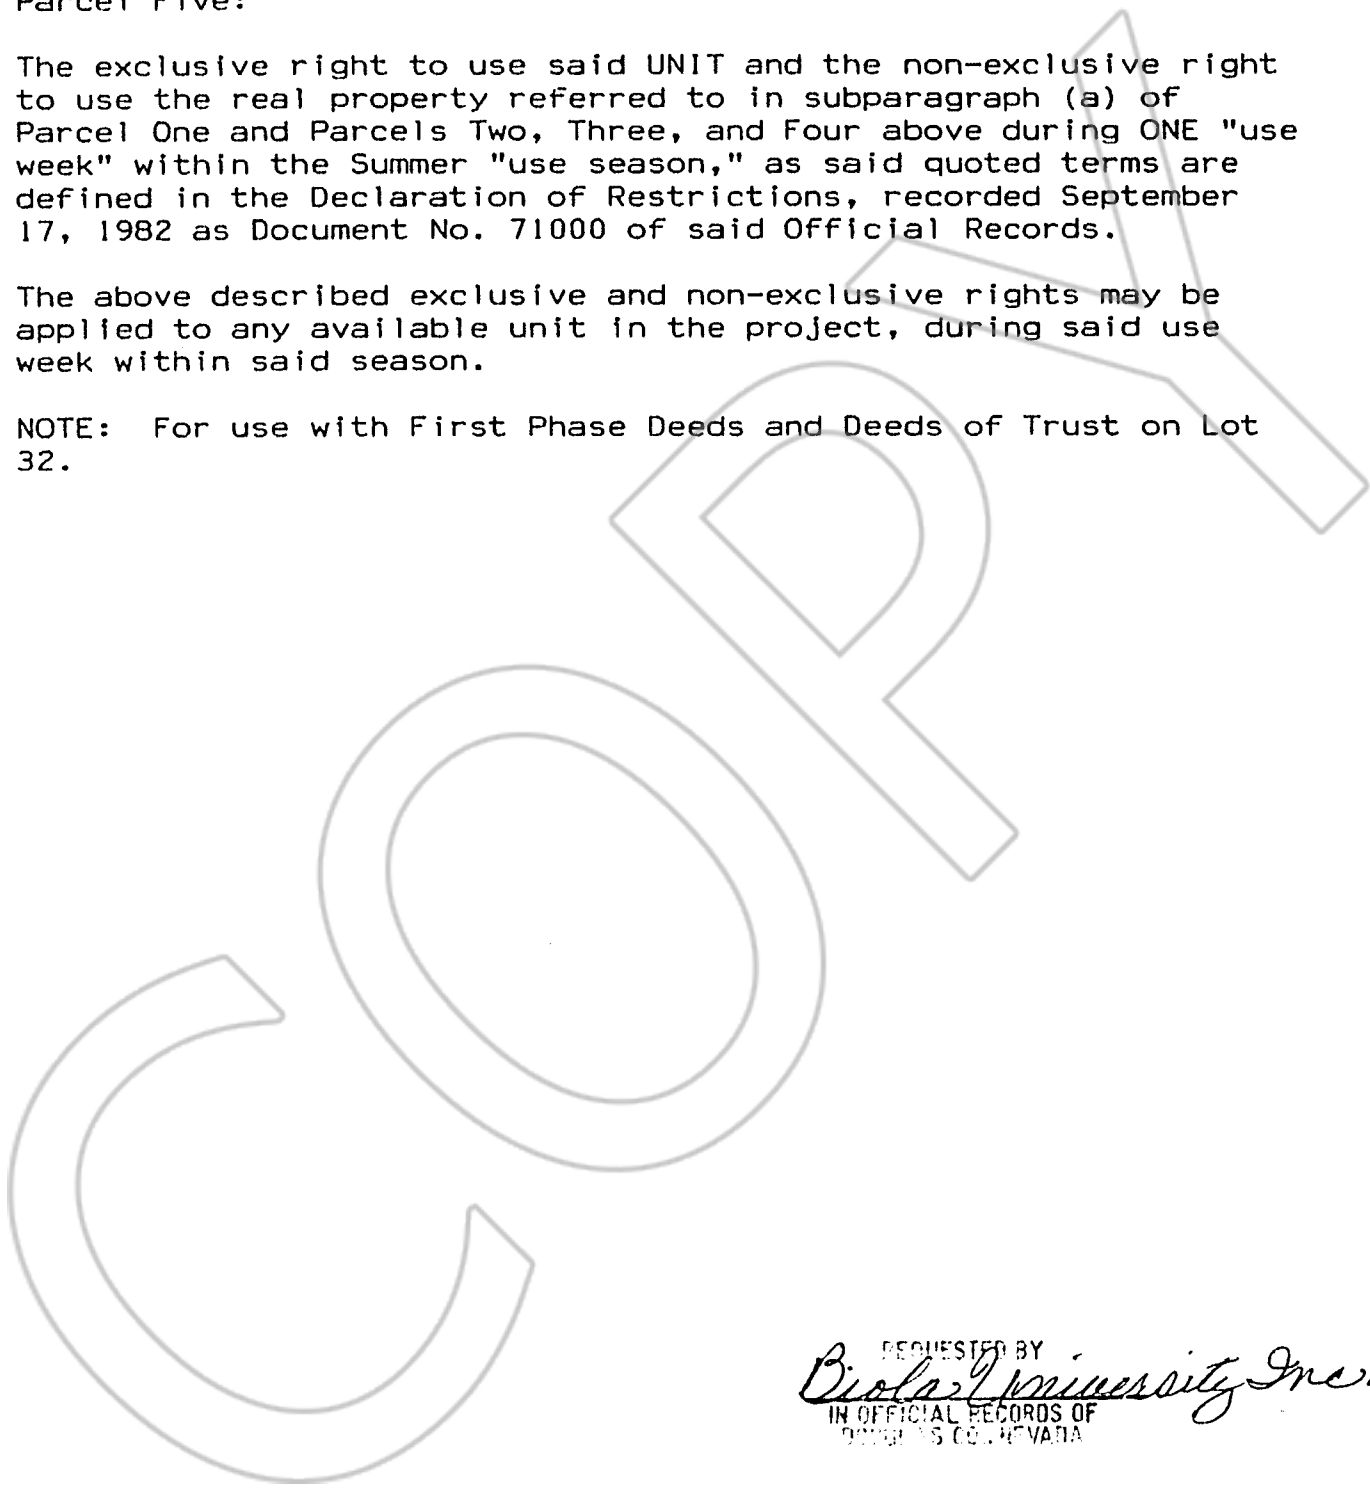 Parcel Five:
The exclusive right to use said UNIT and the non-exclusive right
to use the real property referred to in subparagraph (a) of
Parcel One and Parcels Two, Three, and Four above during ONE "use
week" within the Summer "use season," as said quoted terms are
defined in the Declaration of Restrictions, recorded September
17, 1982 as Document No. 71000 of said Official Records.
The above described exclusive and non-exclusive rights may be
applied to any available unit in the project, during said use
week within said season.
NOTE: For use with First Phase Deeds and Deeds of Trust on Lot
32.
COPY
REQUESTED BY
Biola University Inc.
IN OFFICIAL RECORDS OF
DOUGLAS CO., NEVADA